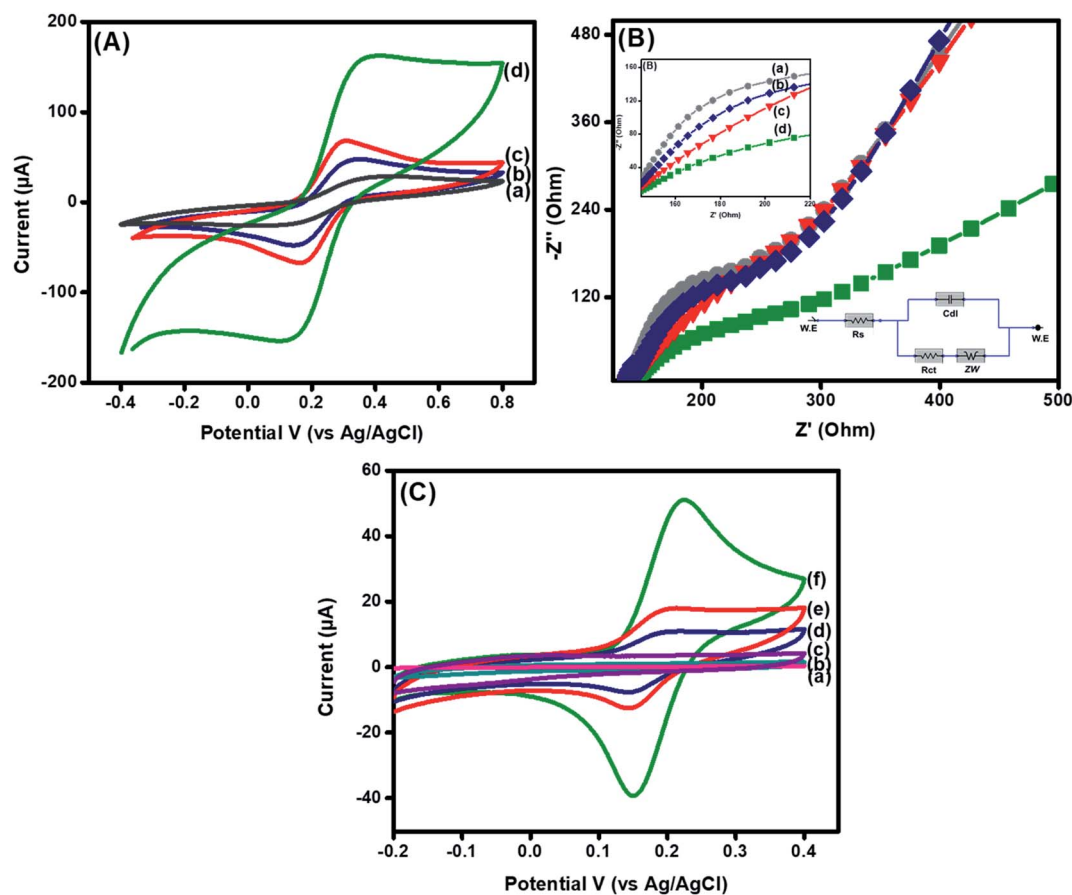 (A)
200
100
0
-100
-200
Current (µA)
-0.4 -0.2 0.0 0.2 0.4 0.6 0.8
Potential V (vs Ag/AgCl)
(d)
(c)
(b)
(a)
(B)
480
360
240
120
-Z'' (Ohm)
200 300 400 500
Z' (Ohm)
(B)
160
120
80
40
-Z'' (Ohm)
160 180 200 220
Z' (Ohm)
(a)
(b)
(c)
(d)
W.E
Rs
Cdl
Rct
ZW
W.E
(C)
60
40
20
0
-20
-40
Current (µA)
-0.2 -0.1 0.0 0.1 0.2 0.3 0.4
Potential V (vs Ag/AgCl)
(f)
(e)
(d)
(c)
(b)
(a)